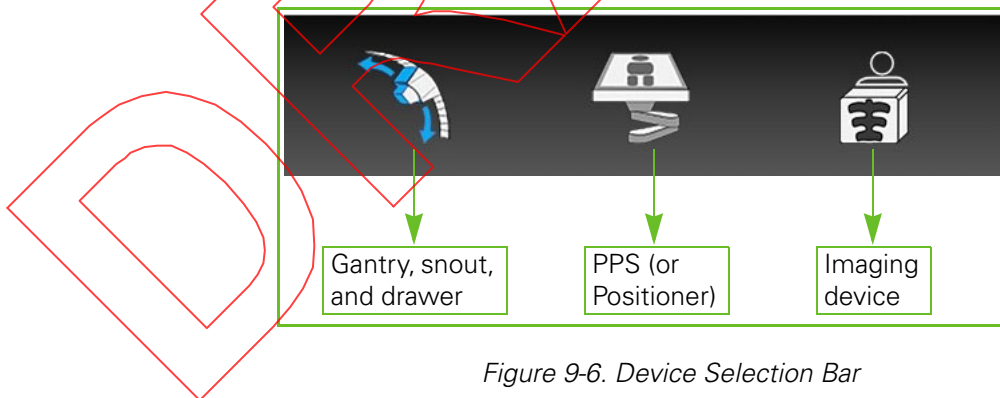 Gantry, snout,
and drawer
PPS (or
Positioner)
Imaging
device
Figure 9-6. Device Selection Bar